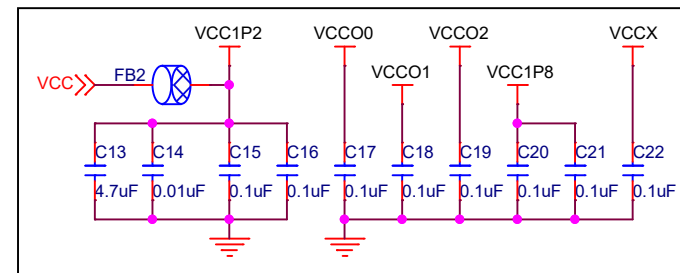 VCC1P2 VCCO0 VCCO2 VCCX
VCC FB2 VCCO1 VCC1P8
C13 C14 C15 C16 C17 C18 C19 C20 C21 C22
4.7uF 0.01uF 0.1uF 0.1uF 0.1uF 0.1uF 0.1uF 0.1uF 0.1uF 0.1uF